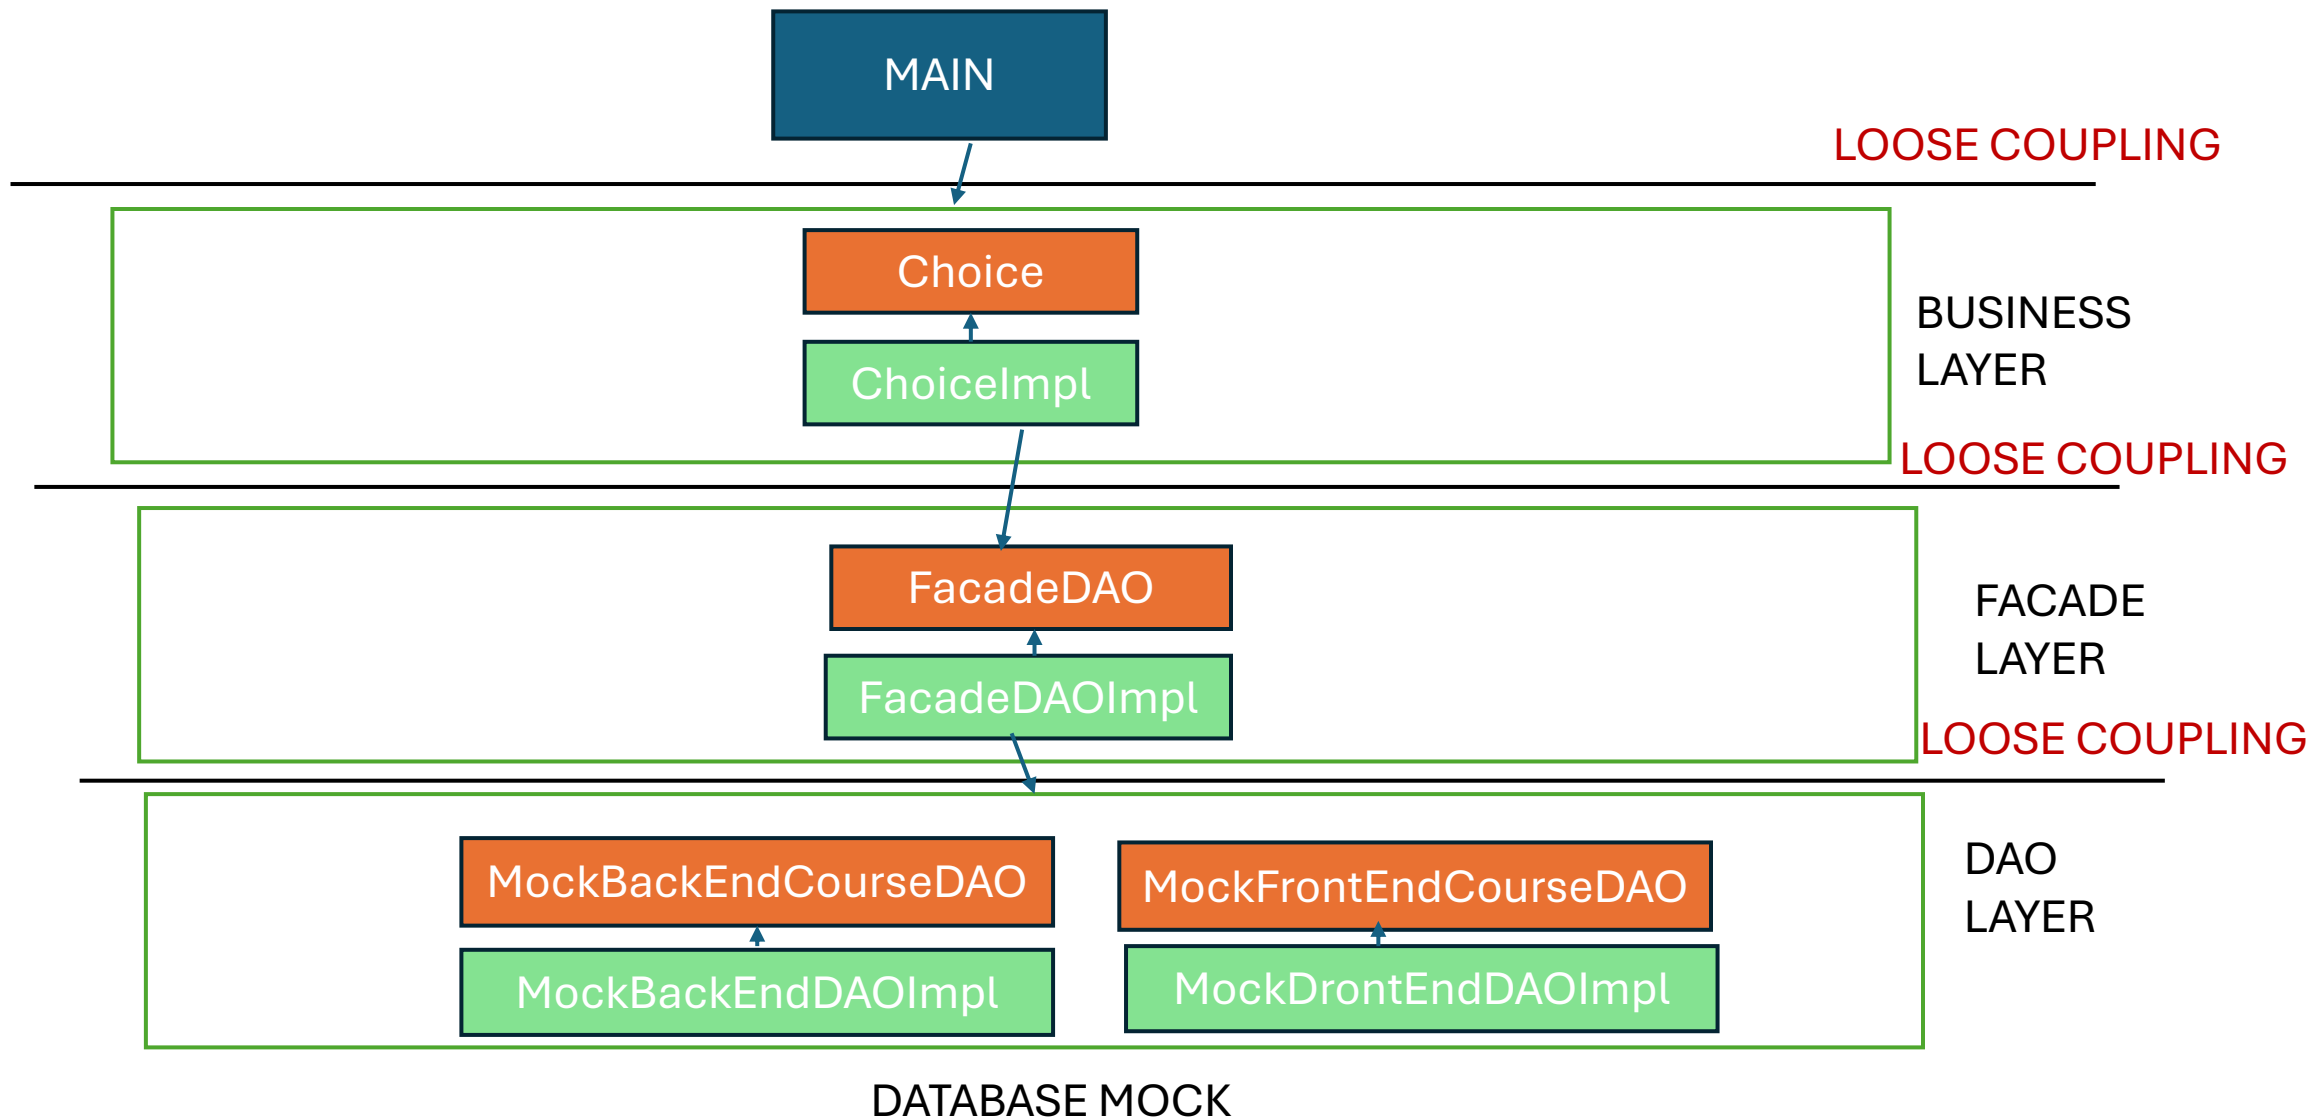 MAIN
LOOSE COUPLING
Choice
ChoiceImpl
BUSINESS
LAYER
LOOSE COUPLING
FacadeDAO
FacadeDAOImpl
FACADE
LAYER
LOOSE COUPLING
MockBackEndCourseDAO
MockFrontEndCourseDAO
MockBackEndDAOImpl
MockDrontEndDAOImpl
DAO
LAYER
DATABASE MOCK